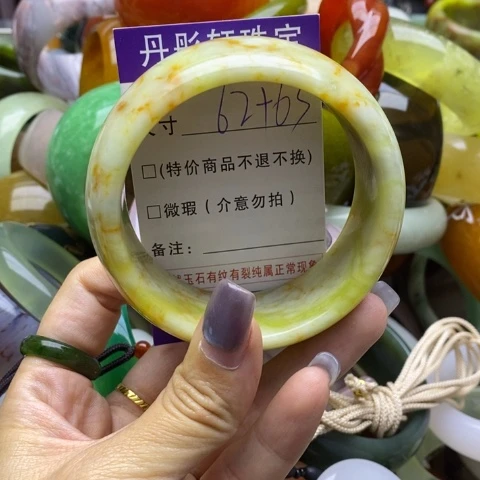 丹彤轩珠宝
寸 62+65
□(特价商品不退不换)
□微瑕（介意勿拍）
备注：
玉石有纹有裂纯属正常现象